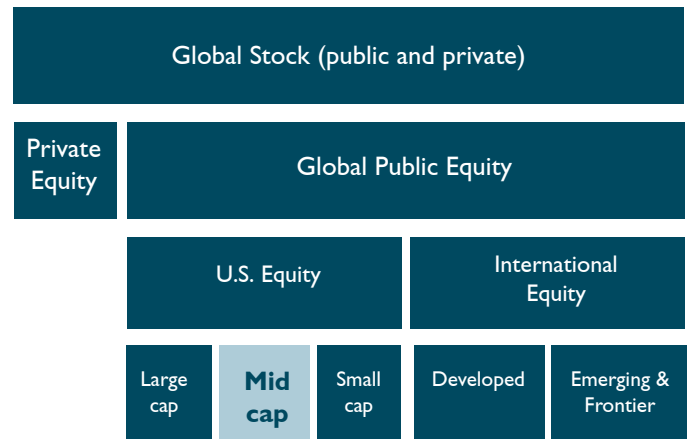 Global Stock (public and private)
Private
Equity
Global Public Equity
U.S. Equity
International
Equity
Large
cap
Mid
cap
Small
cap
Developed
Emerging &
Frontier